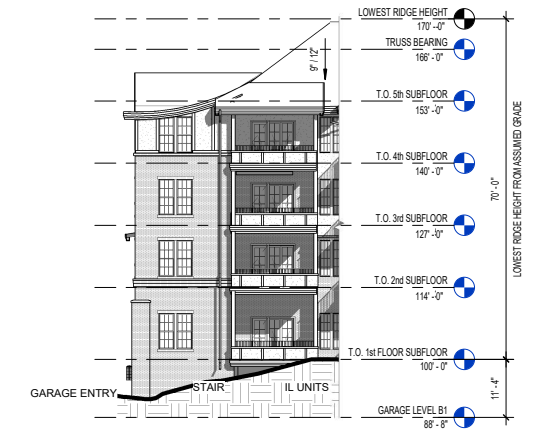 LOWEST RIDGE HEIGHT
170' - 0"
TRUSS BEARING
166' - 0"
9" / 12"
T.O. 5th SUBFLOOR
153' - 0"
T.O. 4th SUBFLOOR
140' - 0"
70' - 0"
LOWEST RIDGE HEIGHT FROM ASSUMED GRADE
T.O. 3rd SUBFLOOR
127' - 0"
T.O. 2nd SUBFLOOR
114' - 0"
T.O. 1st FLOOR SUBFLOOR
100' - 0"
GARAGE ENTRY
STAIR
IL UNITS
11' - 4"
GARAGE LEVEL B1
88' - 8"